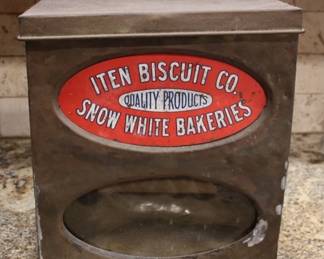 ITEN BISCUIT CO.
QUALITY PRODUCTS
SNOW WHITE BAKERIES